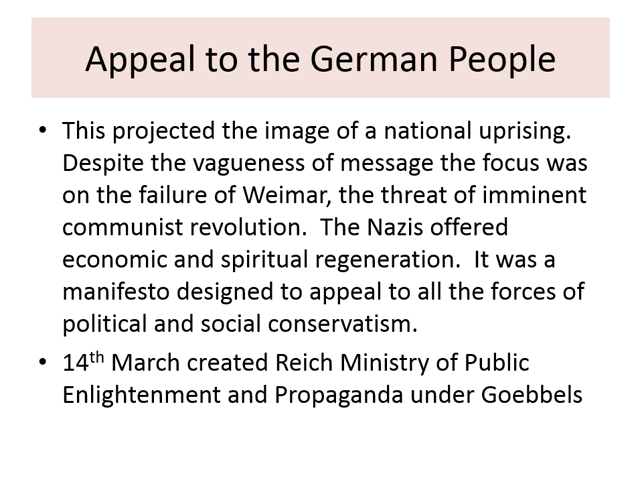 Appeal to the German People
• This projected the image of a national uprising.
Despite the vagueness of message the focus was
on the failure of Weimar, the threat of imminent
communist revolution.  The Nazis offered
economic and spiritual regeneration.  It was a
manifesto designed to appeal to all the forces of
political and social conservatism.
• 14th March created Reich Ministry of Public
Enlightenment and Propaganda under Goebbels